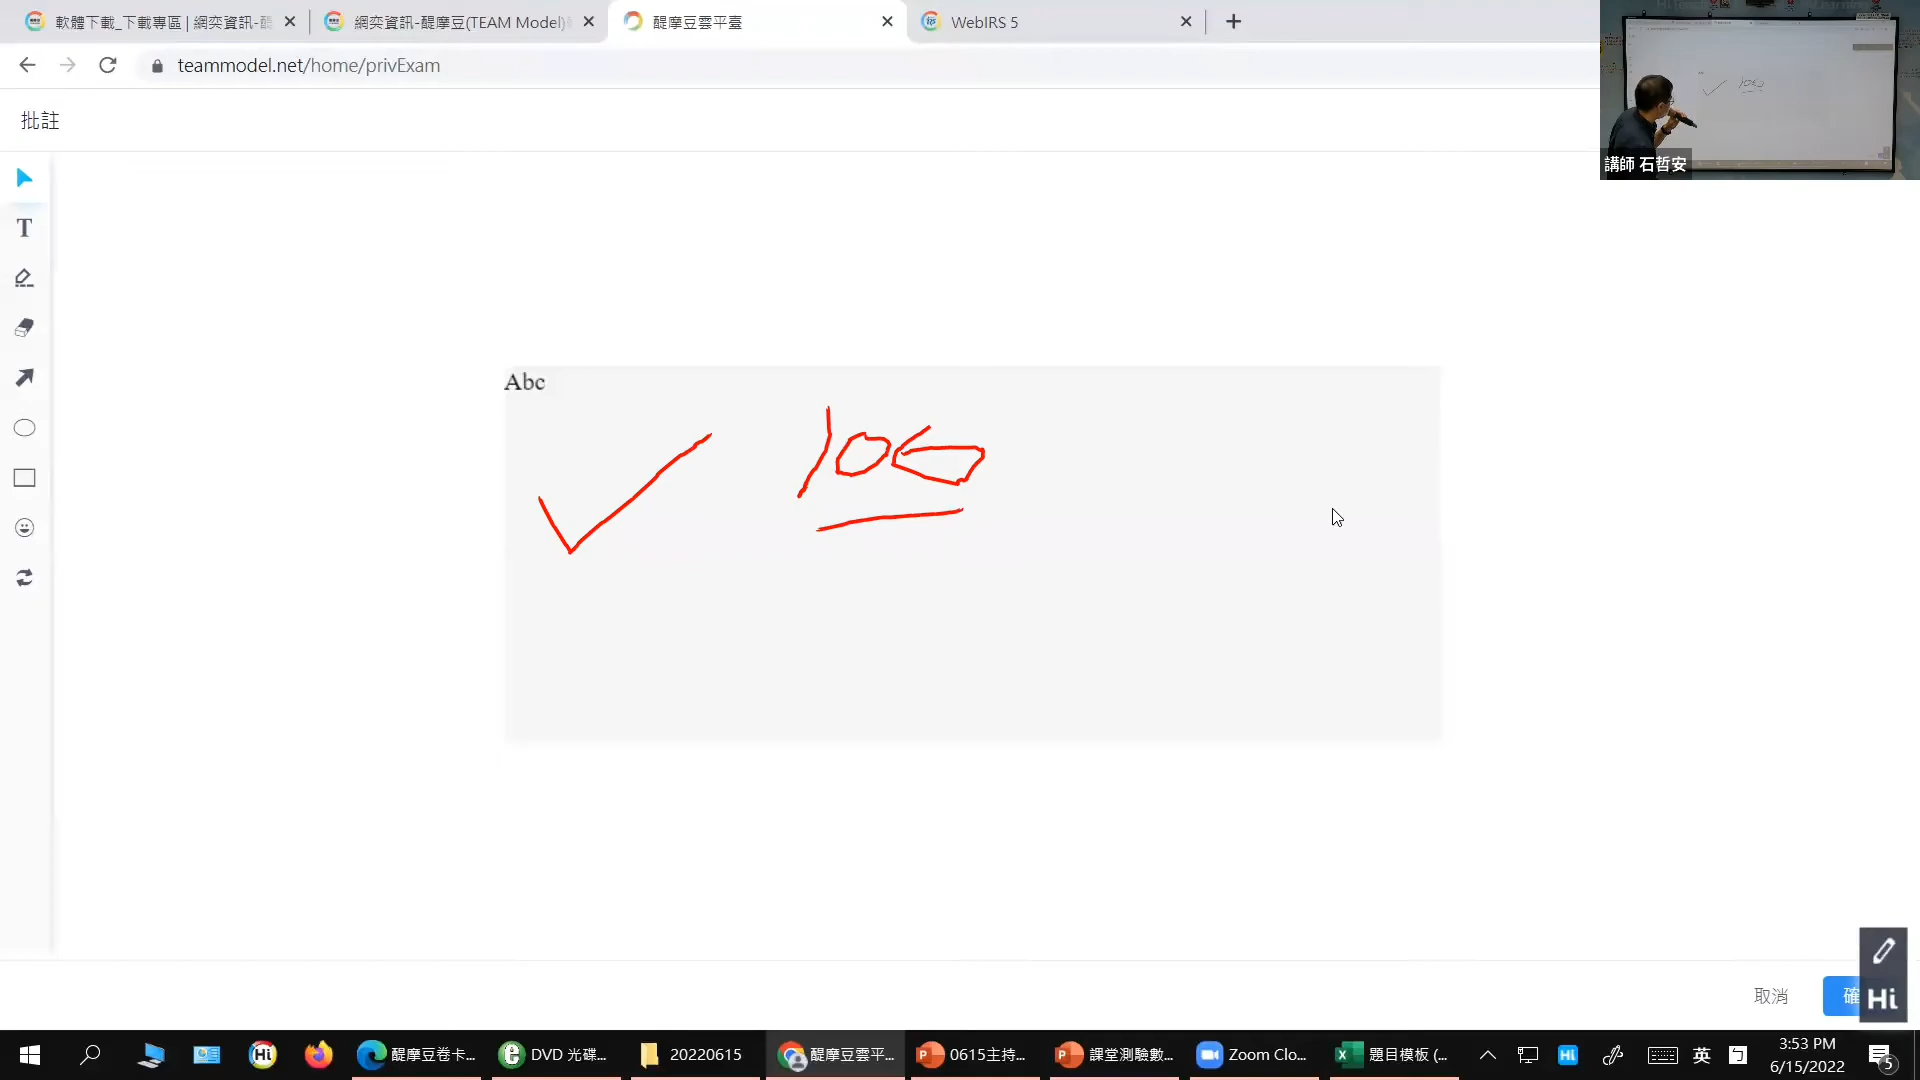 軟體下載_下載專區 | 網奕資訊-醍
網奕資訊-醍摩豆(TEAM Model)
醍摩豆雲平臺
WebIRS 5
teammodel.net/home/privExam
批註
講師 石哲安
T
Abc
100
取消
確
Hi
Hi
醍摩豆卷卡...
DVD 光碟...
20220615
醍摩豆雲平...
0615主持...
課堂測驗數...
Zoom Clo...
題目模板 (...
英
3:53 PM
6/15/2022
5